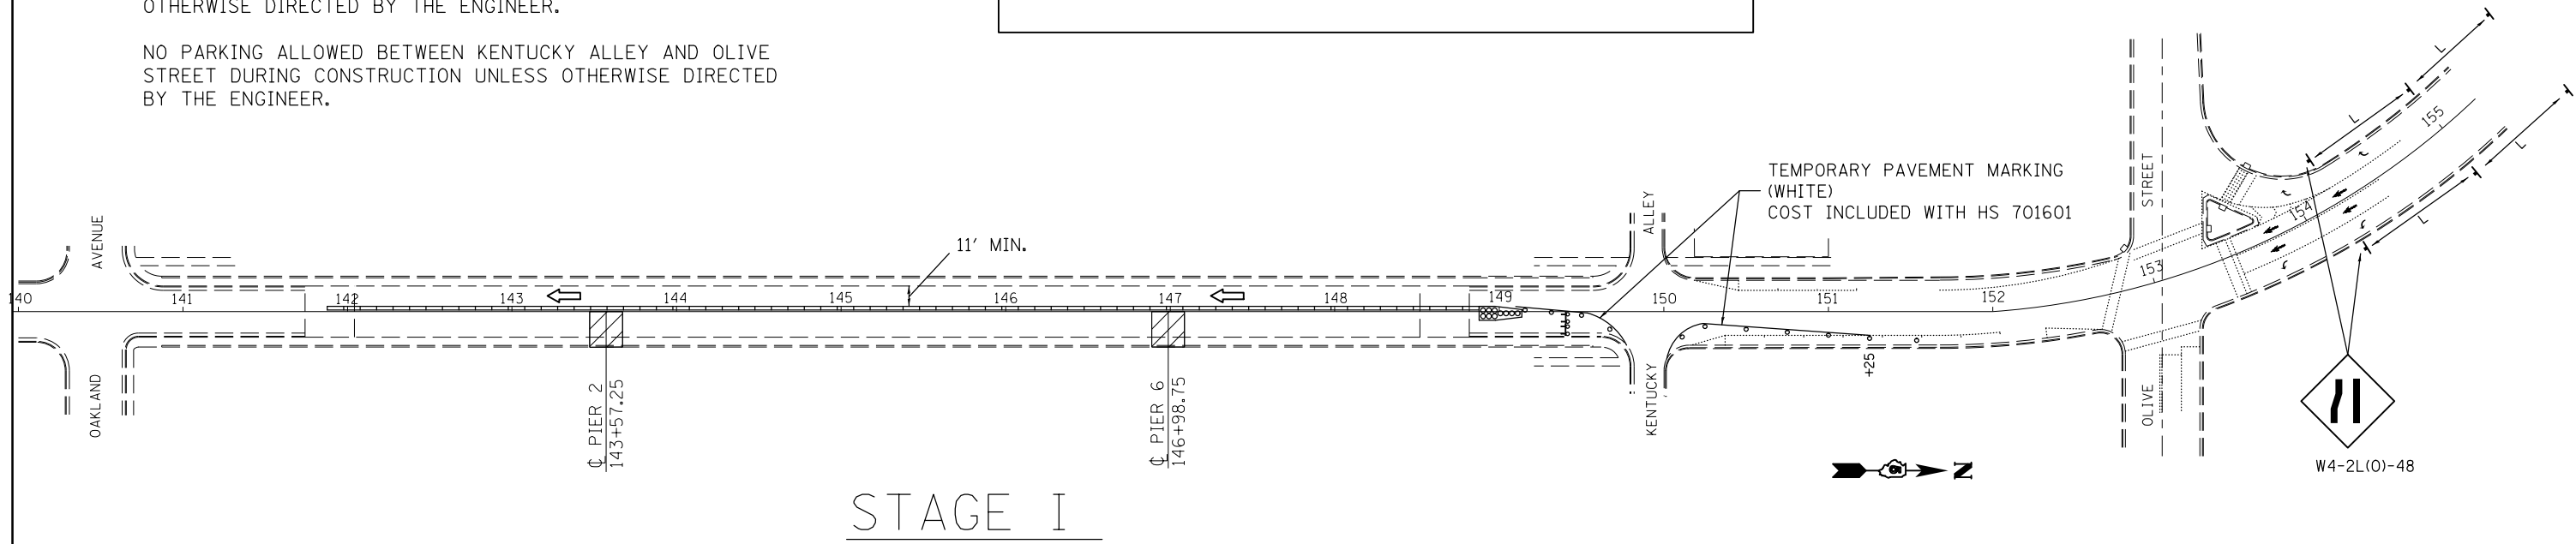 OTHERWISE DIRECTED BY THE ENGINEER.
NO PARKING ALLOWED BETWEEN KENTUCKY ALLEY AND OLIVE
STREET DURING CONSTRUCTION UNLESS OTHERWISE DIRECTED
BY THE ENGINEER.
TEMPORARY PAVEMENT MARKING
(WHITE)
COST INCLUDED WITH HS 701601
11' MIN.
AVENUE
OAKLAND
ALLEY
KENTUCKY
STREET
OLIVE
140
141
142
143
144
145
146
147
148
149
150
151
152
153
154
155
L
L
L
L
+25
℄ PIER 2
143+57.25
℄ PIER 6
146+98.75
N
W4-2L(O)-48
STAGE I